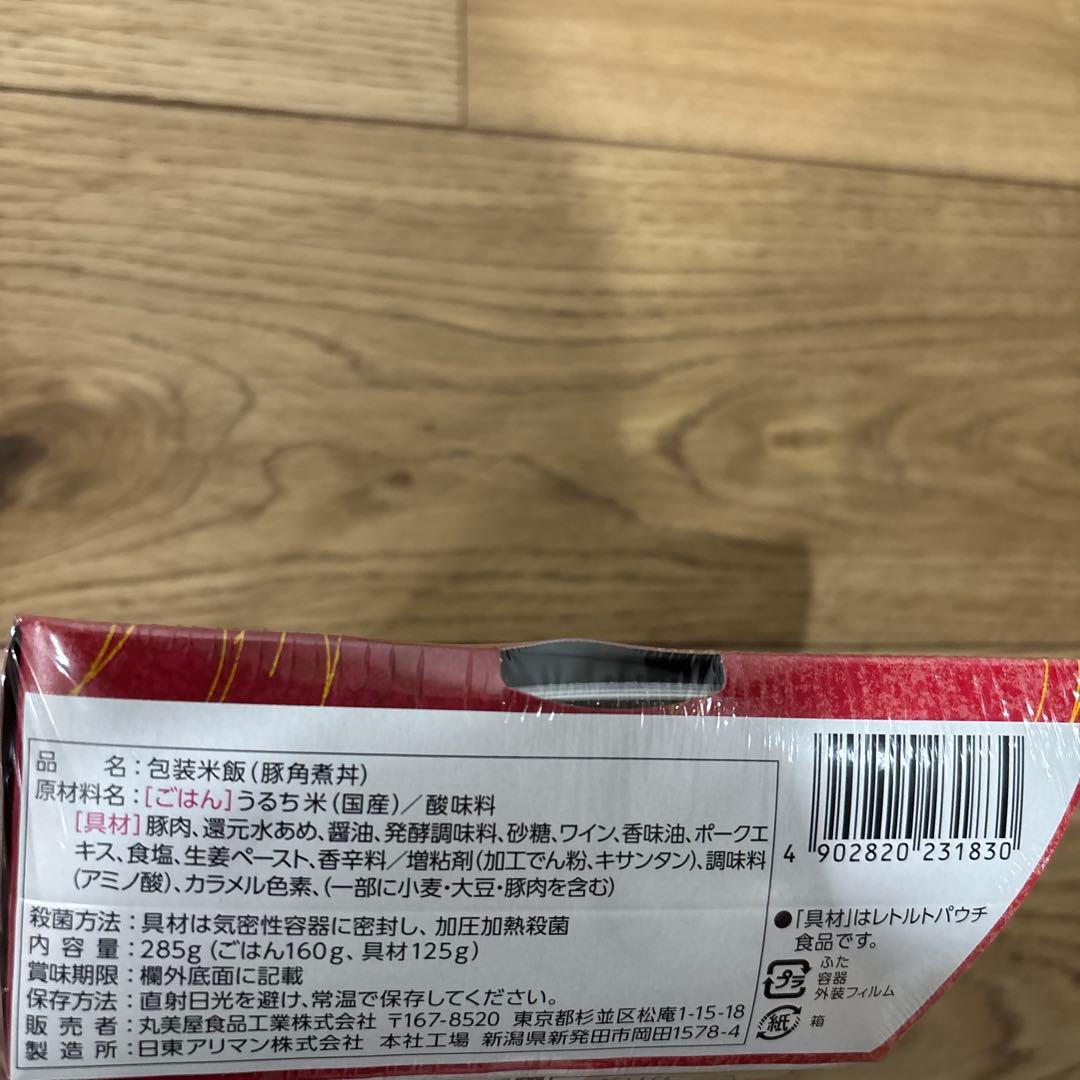 品　　名：包装米飯（豚角煮丼）
原材料名：［ごはん］うるち米（国産）／酸味料
［具材］豚肉、還元水あめ、醤油、発酵調味料、砂糖、ワイン、香味油、ポークエ
キス、食塩、生姜ペースト、香辛料／増粘剤（加工でん粉、キサンタン）、調味料
（アミノ酸）、カラメル色素、（一部に小麦・大豆・豚肉を含む）
殺菌方法：具材は気密性容器に密封し、加圧加熱殺菌
内 容 量：285g（ごはん160g、具材125g）
賞味期限：欄外底面に記載
保存方法：直射日光を避け、常温で保存してください。
販 売 者：丸美屋食品工業株式会社 〒167-8520 東京都杉並区松庵1-15-18
製 造 所：日東アリマン株式会社 本社工場 新潟県新発田市岡田1578-4
4 902820 231830
●「具材」はレトルトパウチ
食品です。
プラ
ふた
容器
外装フィルム
紙
箱